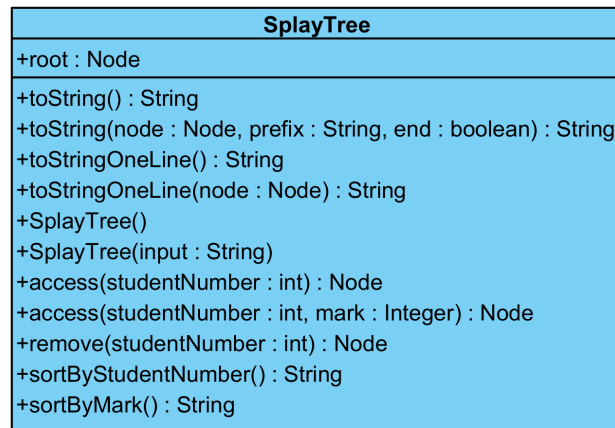 SplayTree
+root : Node
+toString() : String
+toString(node : Node, prefix : String, end : boolean) : String
+toStringOneLine() : String
+toStringOneLine(node : Node) : String
+SplayTree()
+SplayTree(input : String)
+access(studentNumber : int) : Node
+access(studentNumber : int, mark : Integer) : Node
+remove(studentNumber : int) : Node
+sortByStudentNumber() : String
+sortByMark() : String